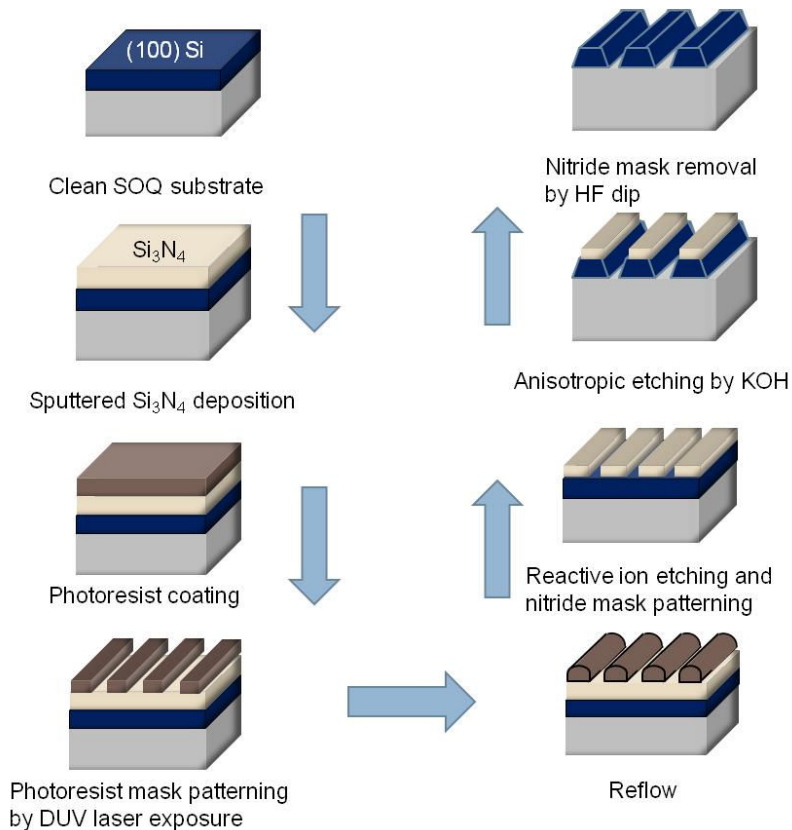 (100) Si
Clean SOQ substrate
Si₃N₄
Sputtered Si₃N₄ deposition
Photoresist coating
Photoresist mask patterning
by DUV laser exposure
Reflow
Reactive ion etching and
nitride mask patterning
Anisotropic etching by KOH
Nitride mask removal
by HF dip